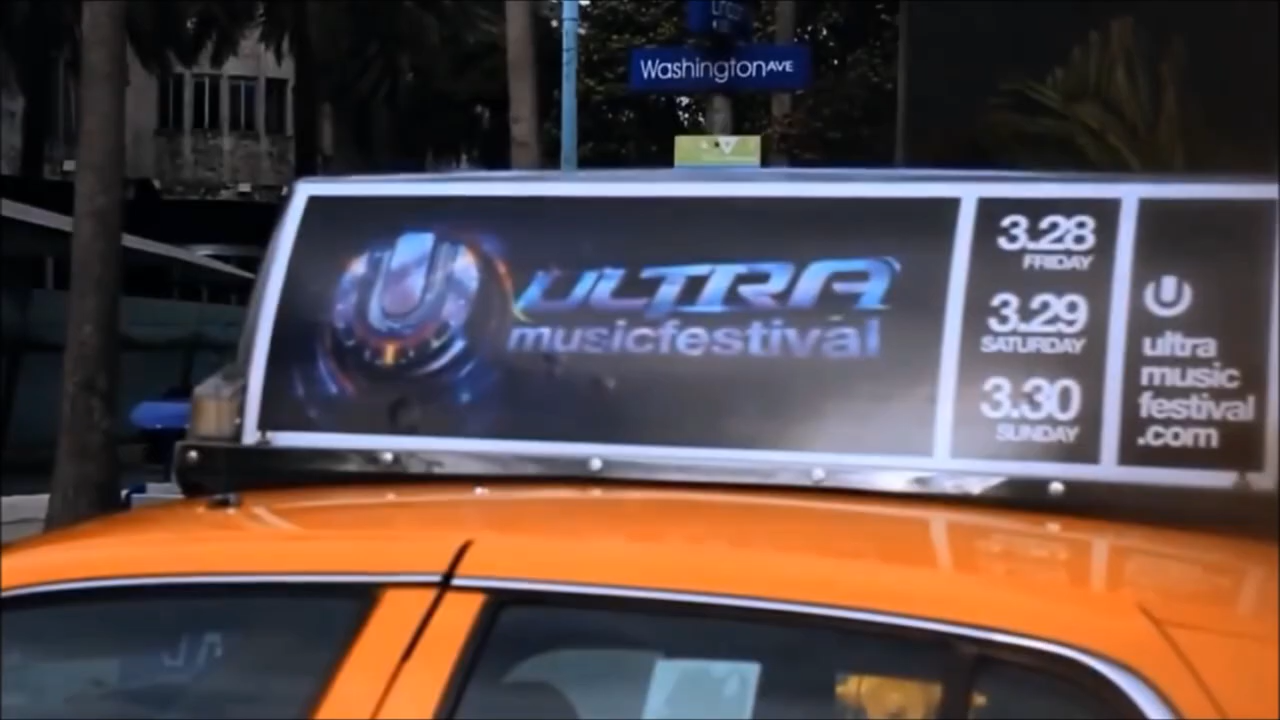 Washington AVE
ULTRA
musicfestival
3.28
FRIDAY
3.29
SATURDAY
3.30
SUNDAY
ultra
music
festival
.com